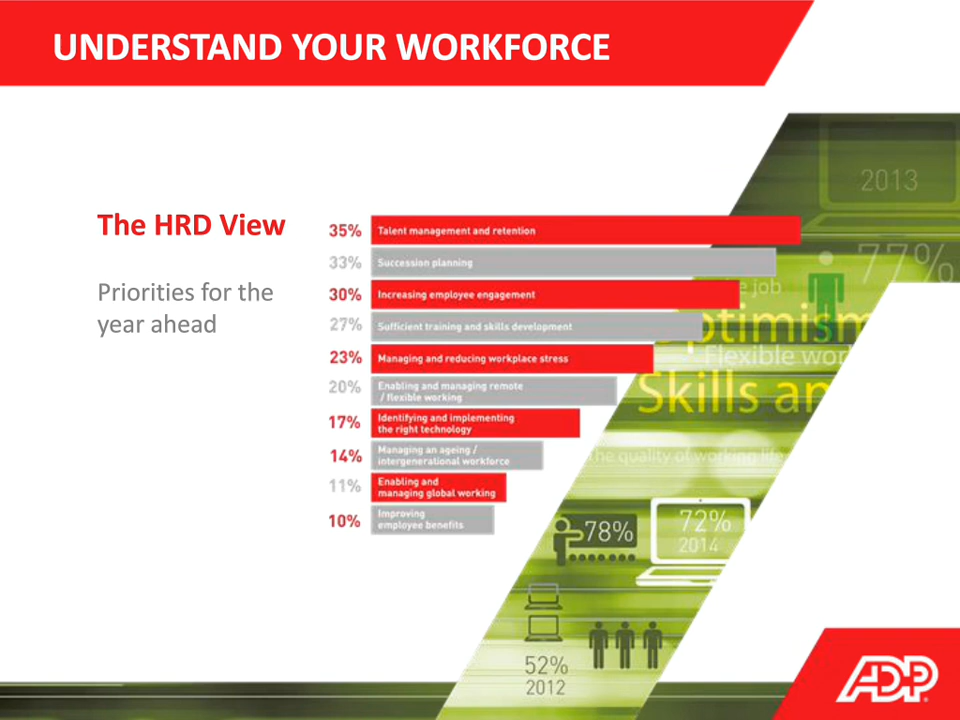 UNDERSTAND YOUR WORKFORCE
The HRD View
Priorities for the
year ahead
35% Talent management and retention
33% Succession planning
30% Increasing employee engagement
27% Sufficient training and skills development
23% Managing and reducing workplace stress
20% Enabling and managing remote
/ flexible working
17% Identifying and implementing
the right technology
14% Managing an ageing /
intergenerational workforce
11% Enabling and
managing global working
10% Improving
employee benefits
2013
77%
job
ptimism
Flexible wor
Skills an
The quality of working life
78%
72%
2014
52%
2012
ADP